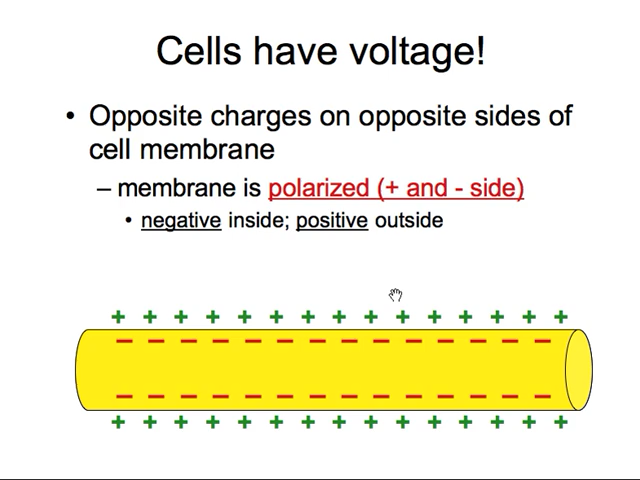 Cells have voltage!
• Opposite charges on opposite sides of
cell membrane
– membrane is polarized (+ and - side)
• negative inside; positive outside
+ + + + + + + + + + + + + + +
− − − − − − − − − − − − − −
− − − − − − − − − − − − − −
+ + + + + + + + + + + + + + +